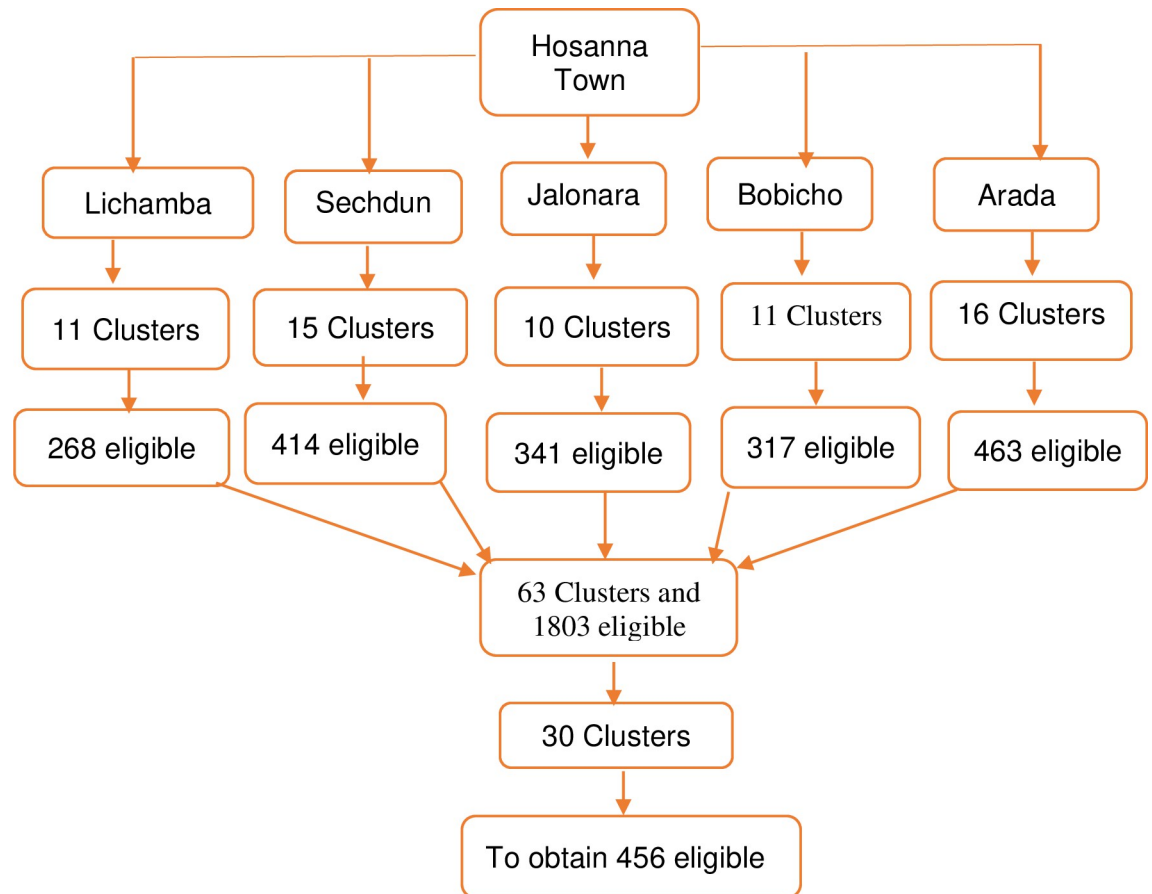 Hosanna
Town
Lichamba
Sechdun
Jalonara
Bobicho
Arada
11 Clusters
15 Clusters
10 Clusters
11 Clusters
16 Clusters
268 eligible
414 eligible
341 eligible
317 eligible
463 eligible
63 Clusters and
1803 eligible
30 Clusters
To obtain 456 eligible